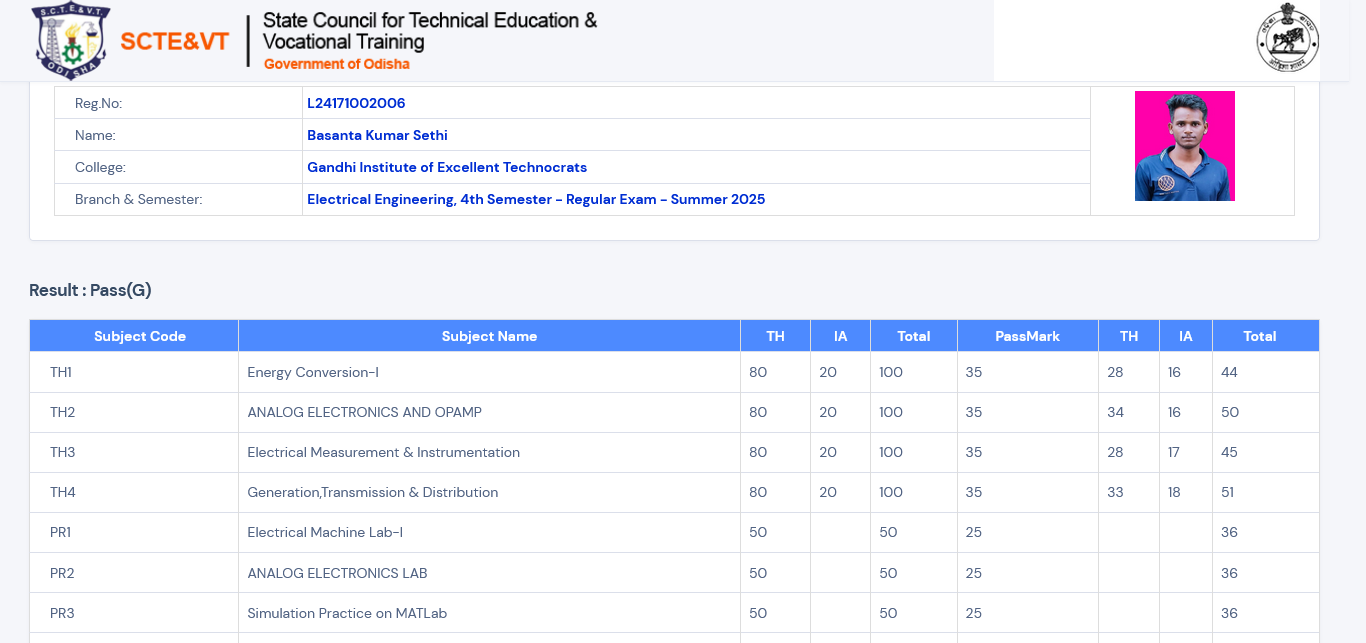 S.C.T.E.&V.T.
ODISHA
SCTE&VT
State Council for Technical Education &
Vocational Training
Government of Odisha
Reg.No: L24171002006
Name: Basanta Kumar Sethi
College: Gandhi Institute of Excellent Technocrats
Branch & Semester: Electrical Engineering, 4th Semester - Regular Exam - Summer 2025
Result : Pass(G)
Subject Code Subject Name TH IA Total PassMark TH IA Total
TH1 Energy Conversion-I 80 20 100 35 28 16 44
TH2 ANALOG ELECTRONICS AND OPAMP 80 20 100 35 34 16 50
TH3 Electrical Measurement & Instrumentation 80 20 100 35 28 17 45
TH4 Generation,Transmission & Distribution 80 20 100 35 33 18 51
PR1 Electrical Machine Lab-I 50 50 25 36
PR2 ANALOG ELECTRONICS LAB 50 50 25 36
PR3 Simulation Practice on MATLab 50 50 25 36